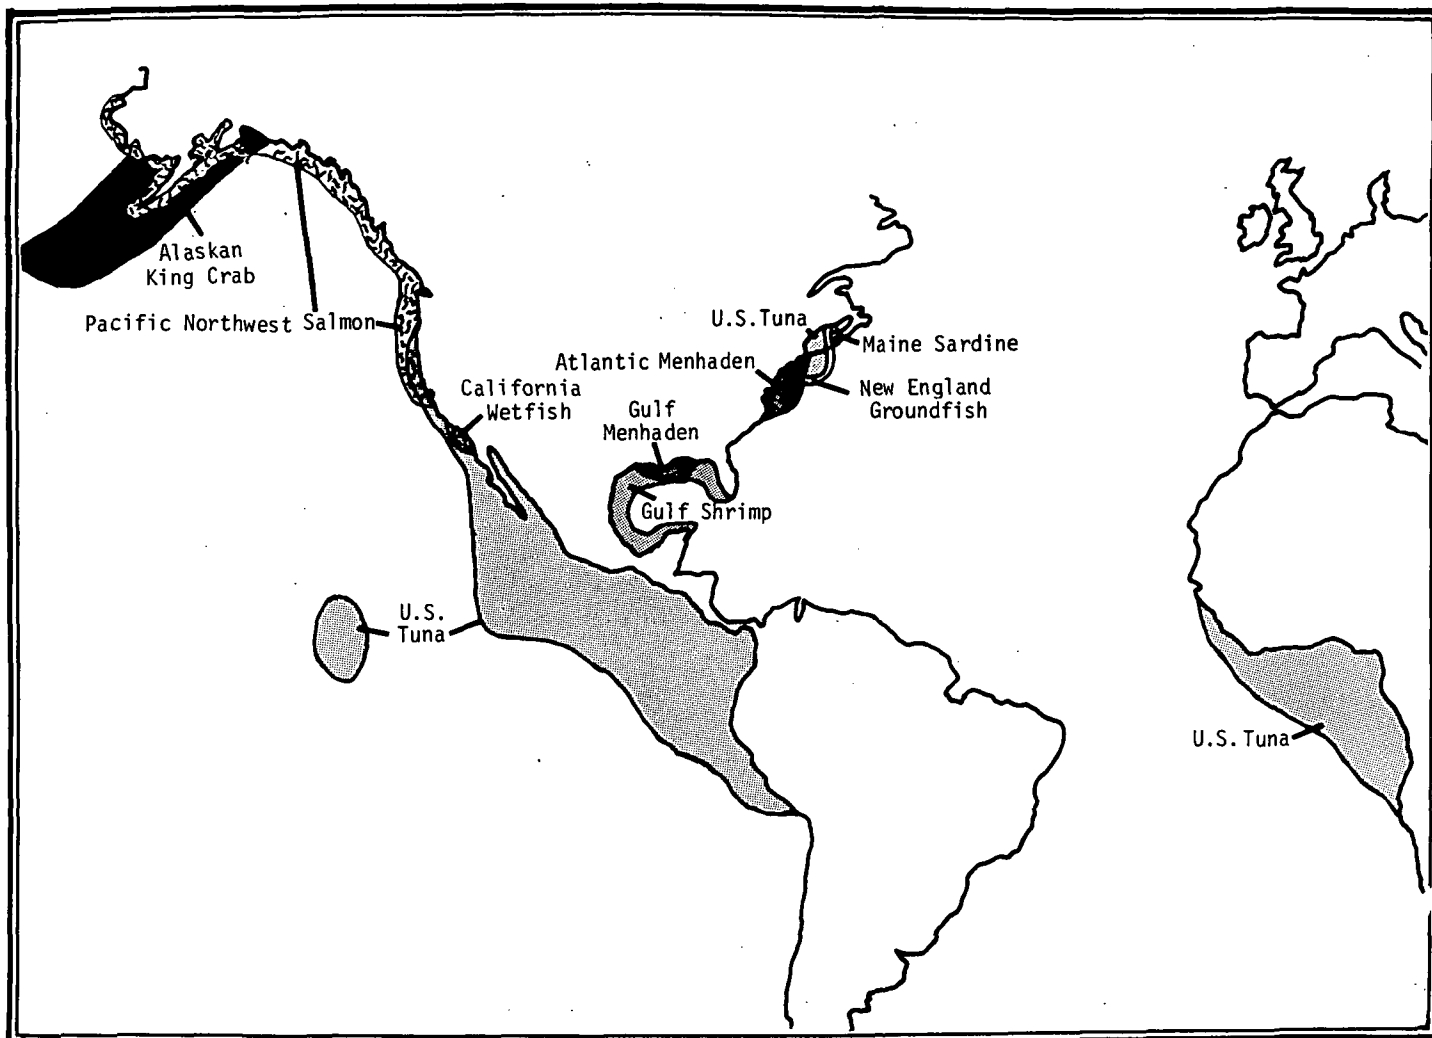 Alaskan
King Crab
Pacific Northwest Salmon
California
Wetfish
U.S.Tuna
Maine Sardine
Atlantic Menhaden
New England
Groundfish
Gulf
Menhaden
Gulf Shrimp
U.S.
Tuna
U.S.Tuna